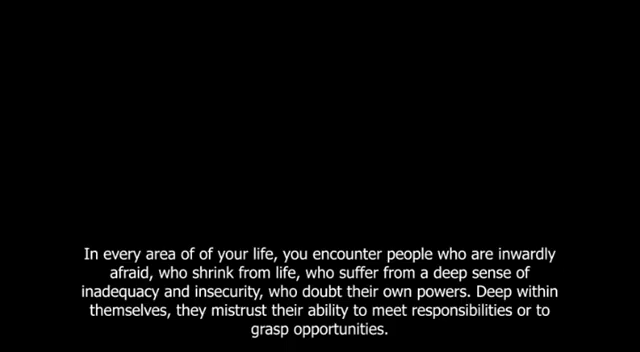 In every area of of your life, you encounter people who are inwardly
afraid, who shrink from life, who suffer from a deep sense of
inadequacy and insecurity, who doubt their own powers. Deep within
themselves, they mistrust their ability to meet responsibilities or to
grasp opportunities.